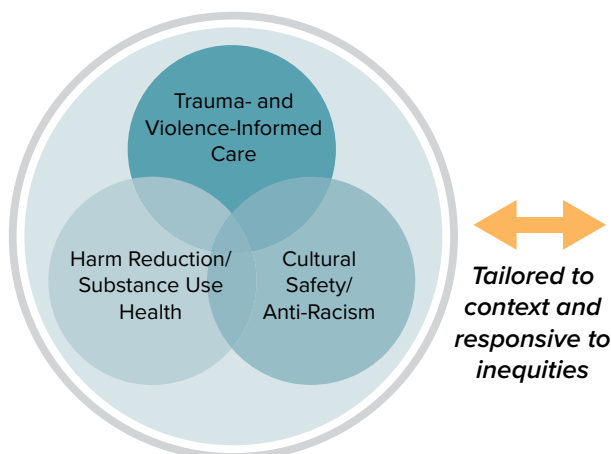 Trauma- and
Violence-Informed
Care
Harm Reduction/
Substance Use
Health
Cultural
Safety/
Anti-Racism
Tailored to
context and
responsive to
inequities